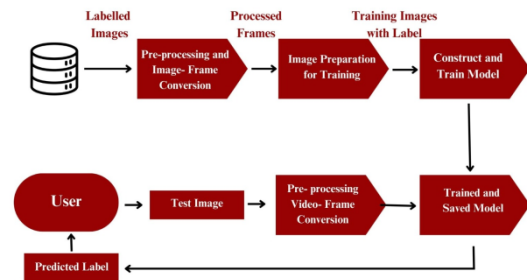 Labelled
Images
Processed
Frames
Training Images
with Label
Pre-processing and
Image- Frame
Conversion
Image Preparation
for Training
Construct and
Train Model
User
Test Image
Pre- processing
Video- Frame
Conversion
Trained and
Saved Model
Predicted Label